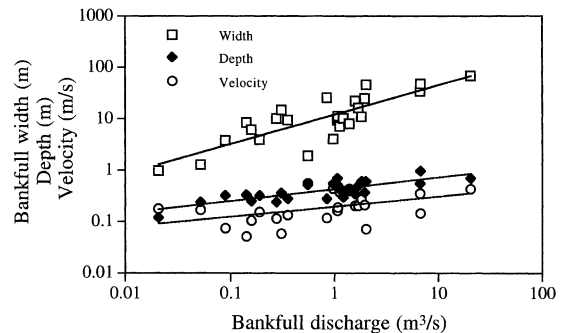 1000
100
10
1
0.1
0.01
Bankfull width (m)
Depth (m)
Velocity (m/s)
Width
Depth
Velocity
0.01
0.1
1
10
100
Bankfull discharge (m³/s)